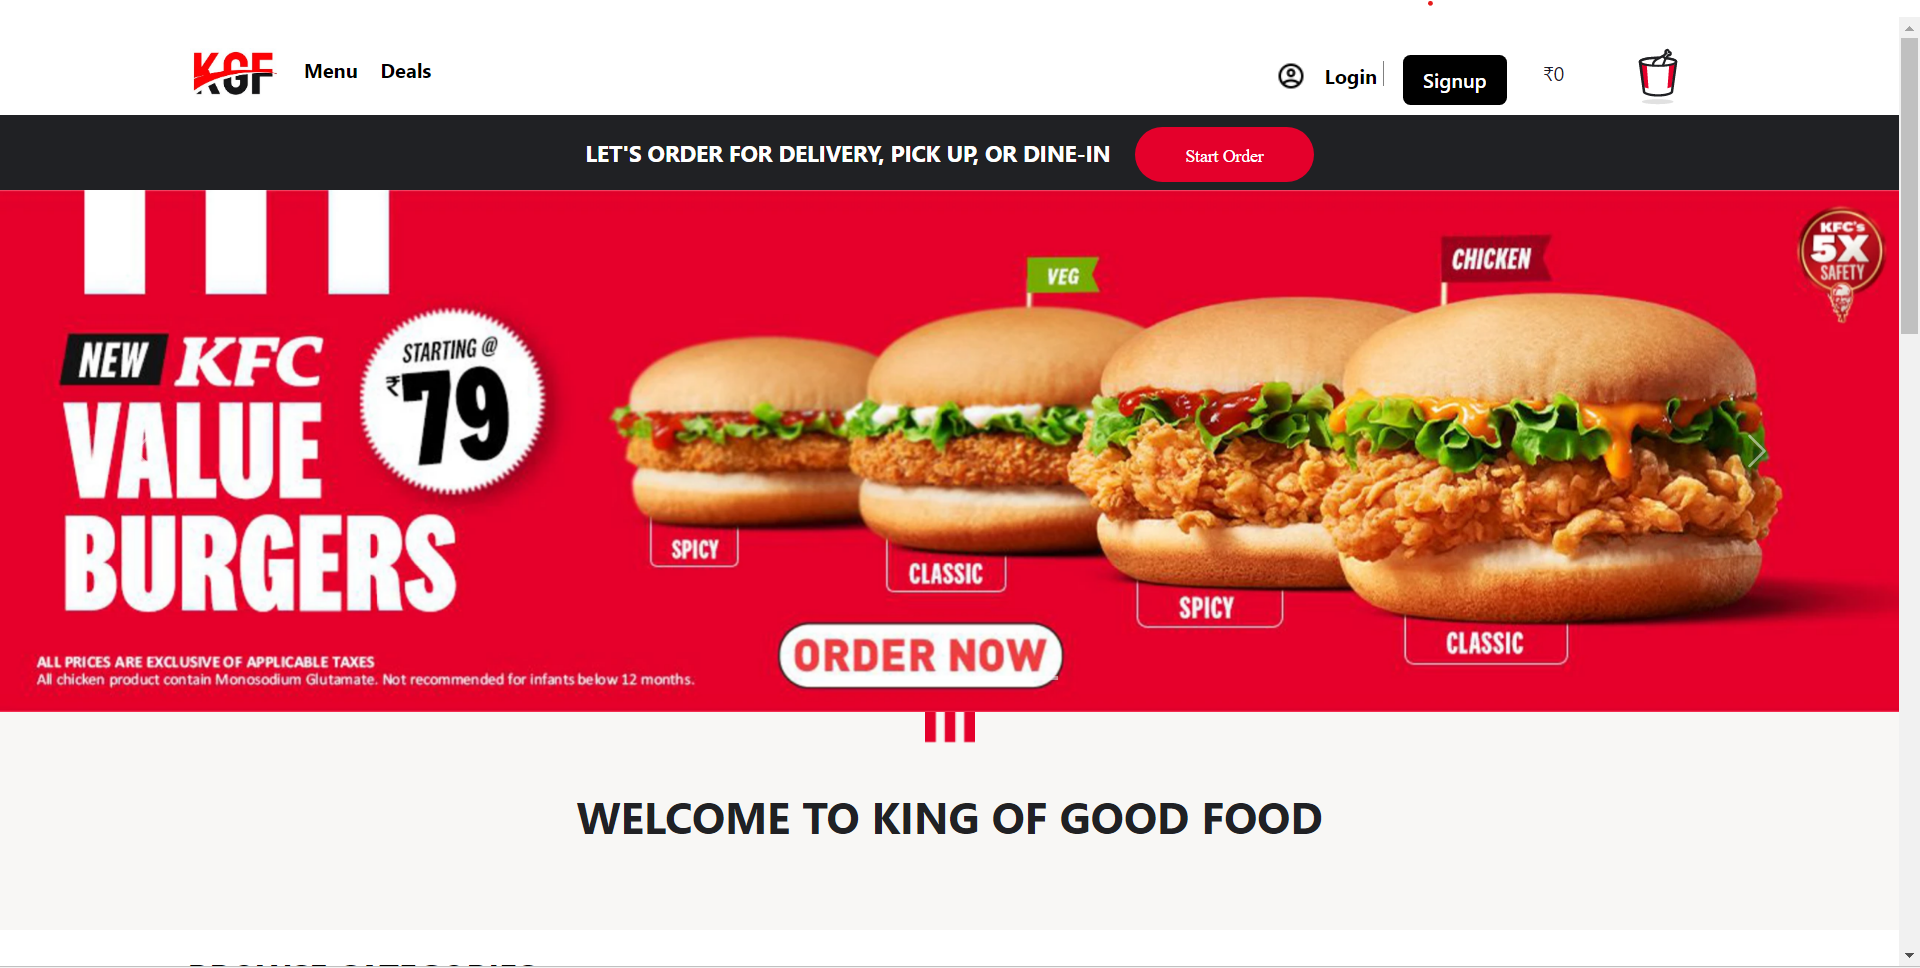 KGF
Menu
Deals
Login
Signup
₹0
LET'S ORDER FOR DELIVERY, PICK UP, OR DINE-IN
Start Order
KFC's
5X
SAFETY
VEG
CHICKEN
NEW KFC
VALUE
BURGERS
STARTING @
₹79
SPICY
CLASSIC
SPICY
CLASSIC
ORDER NOW
ALL PRICES ARE EXCLUSIVE OF APPLICABLE TAXES
All chicken product contain Monosodium Glutamate. Not recommended for infants below 12 months.
WELCOME TO KING OF GOOD FOOD